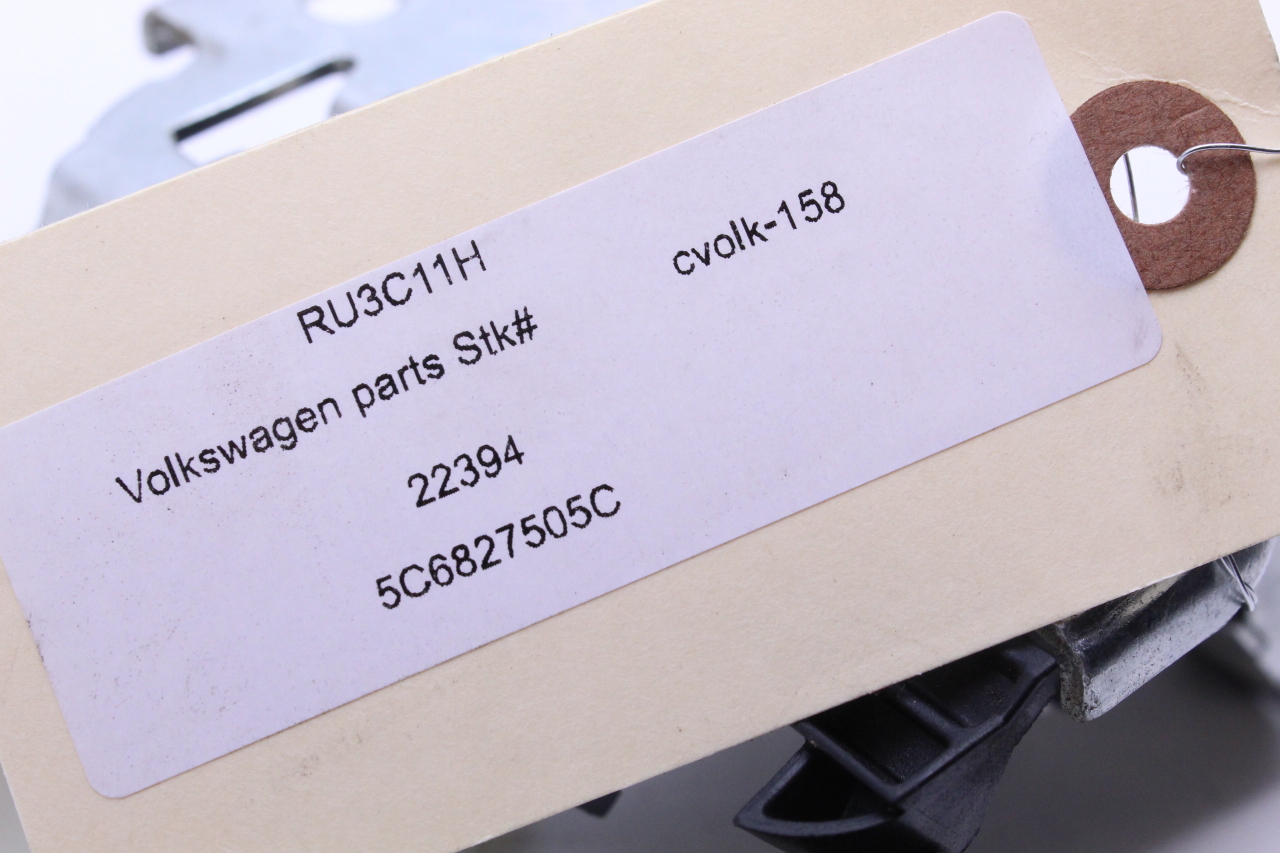 RU3C11H cvolk-158
Volkswagen parts Stk#
22394
5C6827505C